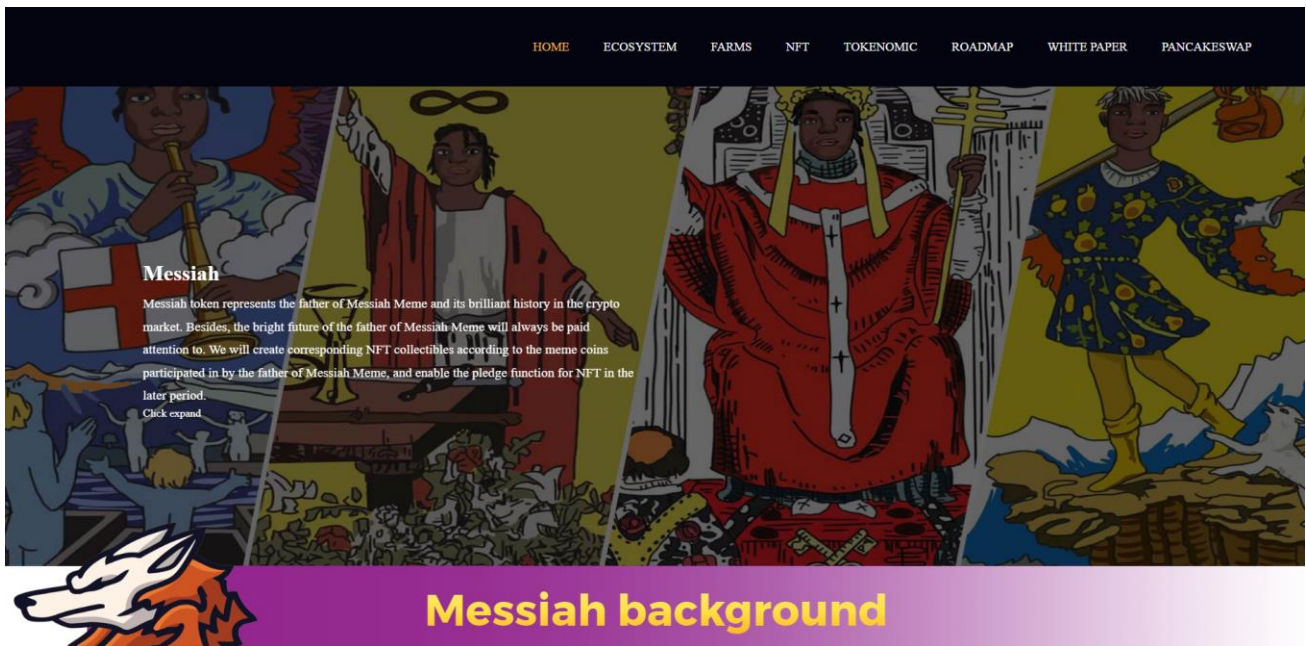 HOME ECOSYSTEM FARMS NFT TOKENOMIC ROADMAP WHITE PAPER PANCAKESWAP
Messiah
Messiah token represents the father of Messiah Meme and its brilliant history in the crypto
market. Besides, the bright future of the father of Messiah Meme will always be paid
attention to. We will create corresponding NFT collectibles according to the meme coins
participated in by the father of Messiah Meme, and enable the pledge function for NFT in the
later period.
Click expand
Messiah background